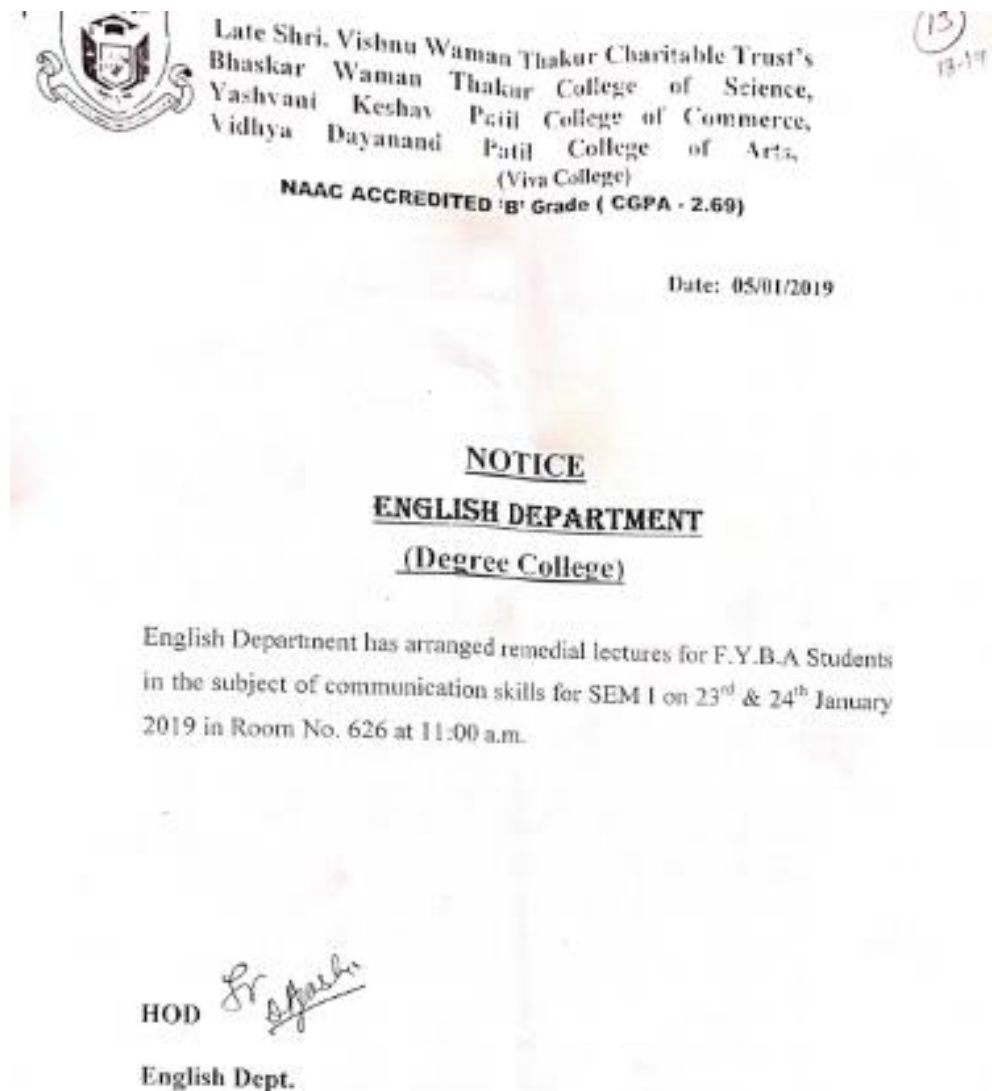 Late Shri. Vishnu Waman Thakur Charitable Trust's
Bhaskar Waman Thakur College of Science,
Yashvani Keshav Patil College of Commerce,
Vidhya Dayanand Patil College of Arts,
(Viva College)
NAAC ACCREDITED 'B' Grade ( CGPA - 2.69)
13
Date: 05/01/2019
NOTICE
ENGLISH DEPARTMENT
(Degree College)
English Department has arranged remedial lectures for F.Y.B.A Students
in the subject of communication skills for SEM I on 23rd & 24th January
2019 in Room No. 626 at 11:00 a.m.
HOD
English Dept.